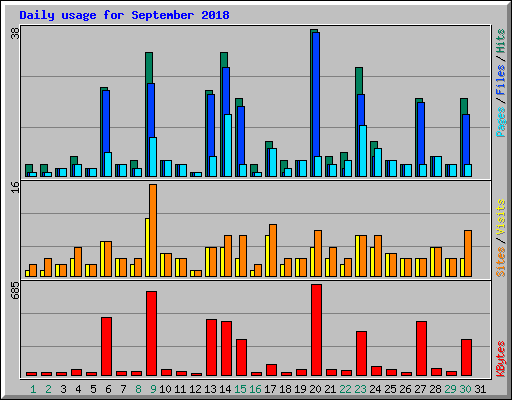 Daily usage for September 2018
38
Pages / Files / Hits
16
Sites / Visits
685
KBytes
1 2 3 4 5 6 7 8 9 10 11 12 13 14 15 16 17 18 19 20 21 22 23 24 25 26 27 28 29 30 31